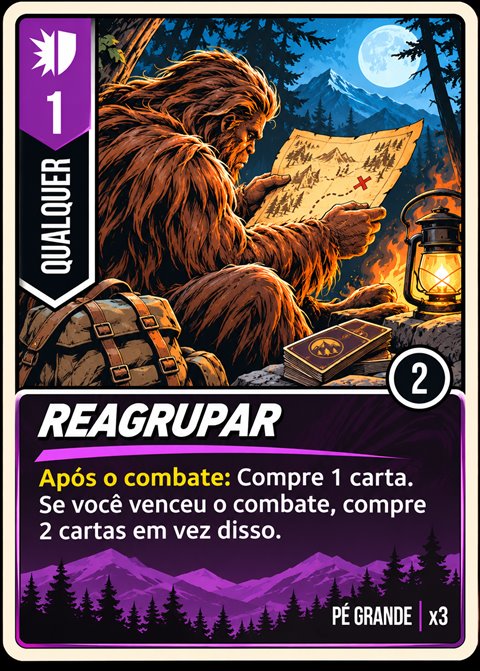 1
QUALQUER
2
REAGRUPAR
Após o combate: Compre 1 carta.
Se você venceu o combate, compre
2 cartas em vez disso.
PÉ GRANDE | x3